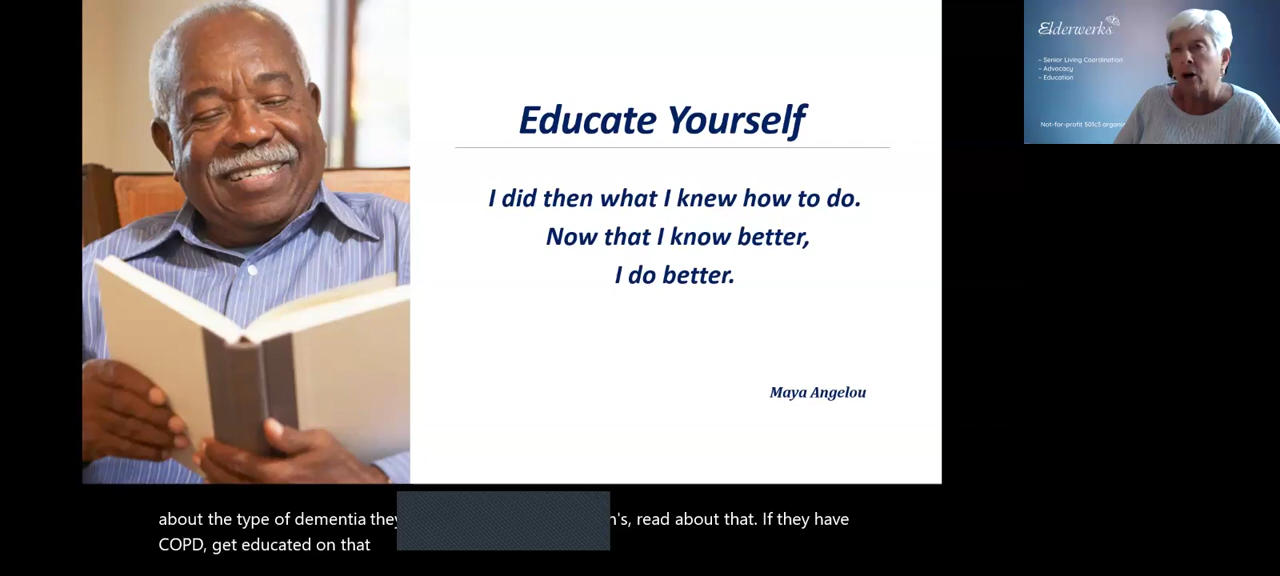 Educate Yourself
I did then what I knew how to do.
Now that I know better,
I do better.
Maya Angelou
Elderwerks
- Senior Living Coordination
- Advocacy
- Education
Not-for-profit 501c3
about the type of dementia they 's, read about that. If they have
COPD, get educated on that